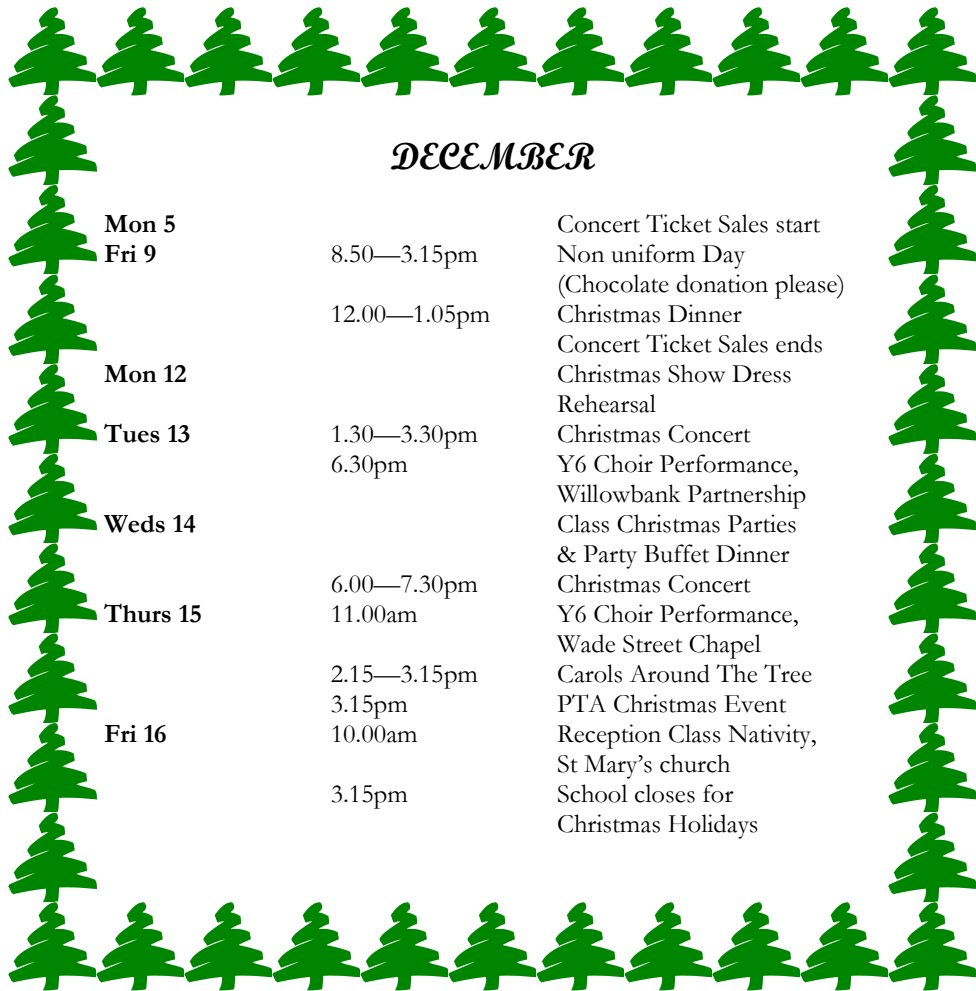 DECEMBER
Mon 5 Concert Ticket Sales start
Fri 9 8.50—3.15pm Non uniform Day
(Chocolate donation please)
12.00—1.05pm Christmas Dinner
Concert Ticket Sales ends
Mon 12 Christmas Show Dress
Rehearsal
Tues 13 1.30—3.30pm Christmas Concert
6.30pm Y6 Choir Performance,
Willowbank Partnership
Weds 14 Class Christmas Parties
& Party Buffet Dinner
6.00—7.30pm Christmas Concert
Thurs 15 11.00am Y6 Choir Performance,
Wade Street Chapel
2.15—3.15pm Carols Around The Tree
3.15pm PTA Christmas Event
Fri 16 10.00am Reception Class Nativity,
St Mary’s church
3.15pm School closes for
Christmas Holidays